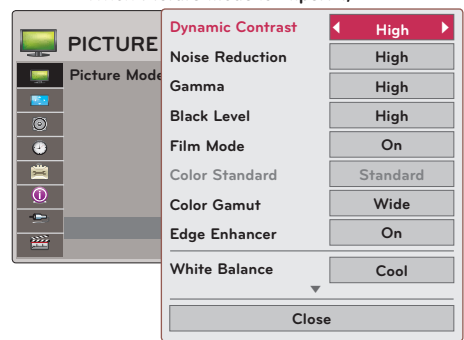 PICTURE
Picture Mode
Dynamic Contrast High
Noise Reduction High
Gamma High
Black Level High
Film Mode On
Color Standard Standard
Color Gamut Wide
Edge Enhancer On
White Balance Cool
Close